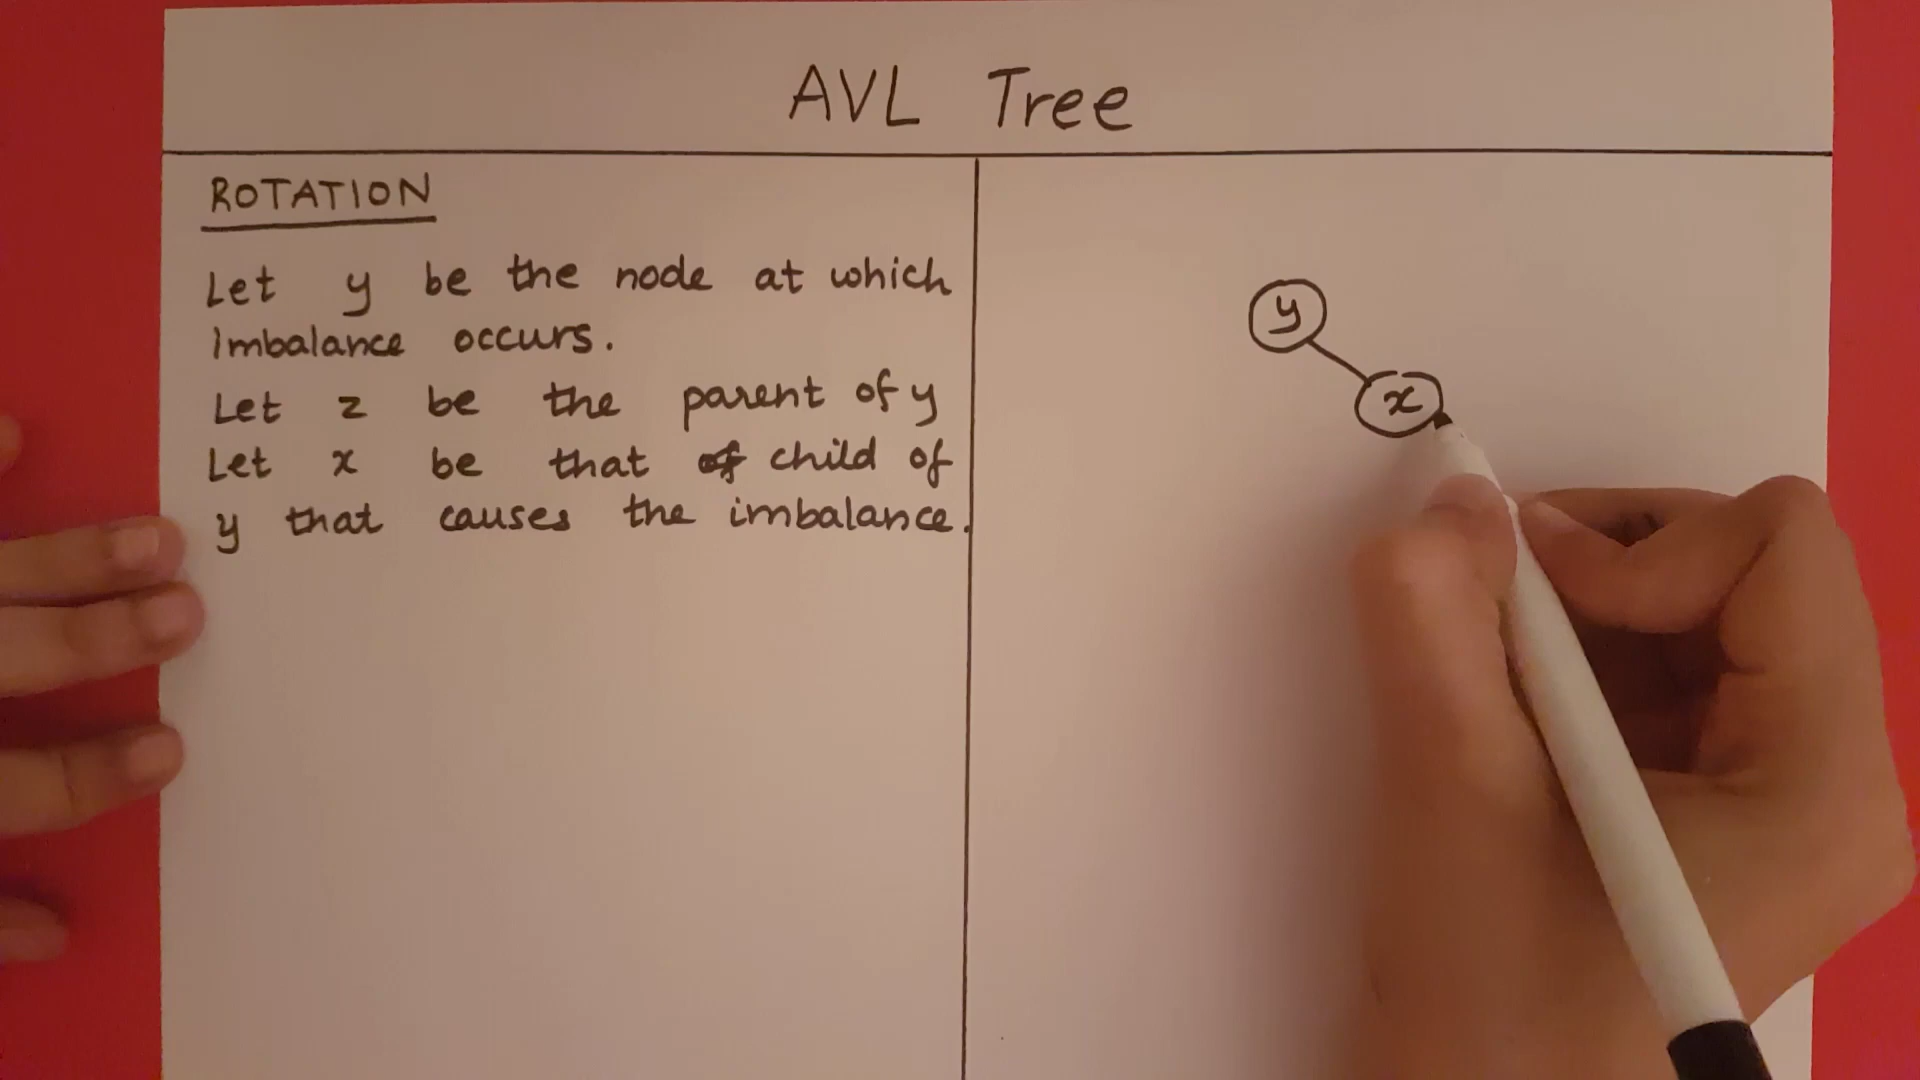 AVL Tree
ROTATION
Let y be the node at which
imbalance occurs.
Let z be the parent of y
Let x be that of child of
y that causes the imbalance.
y
x